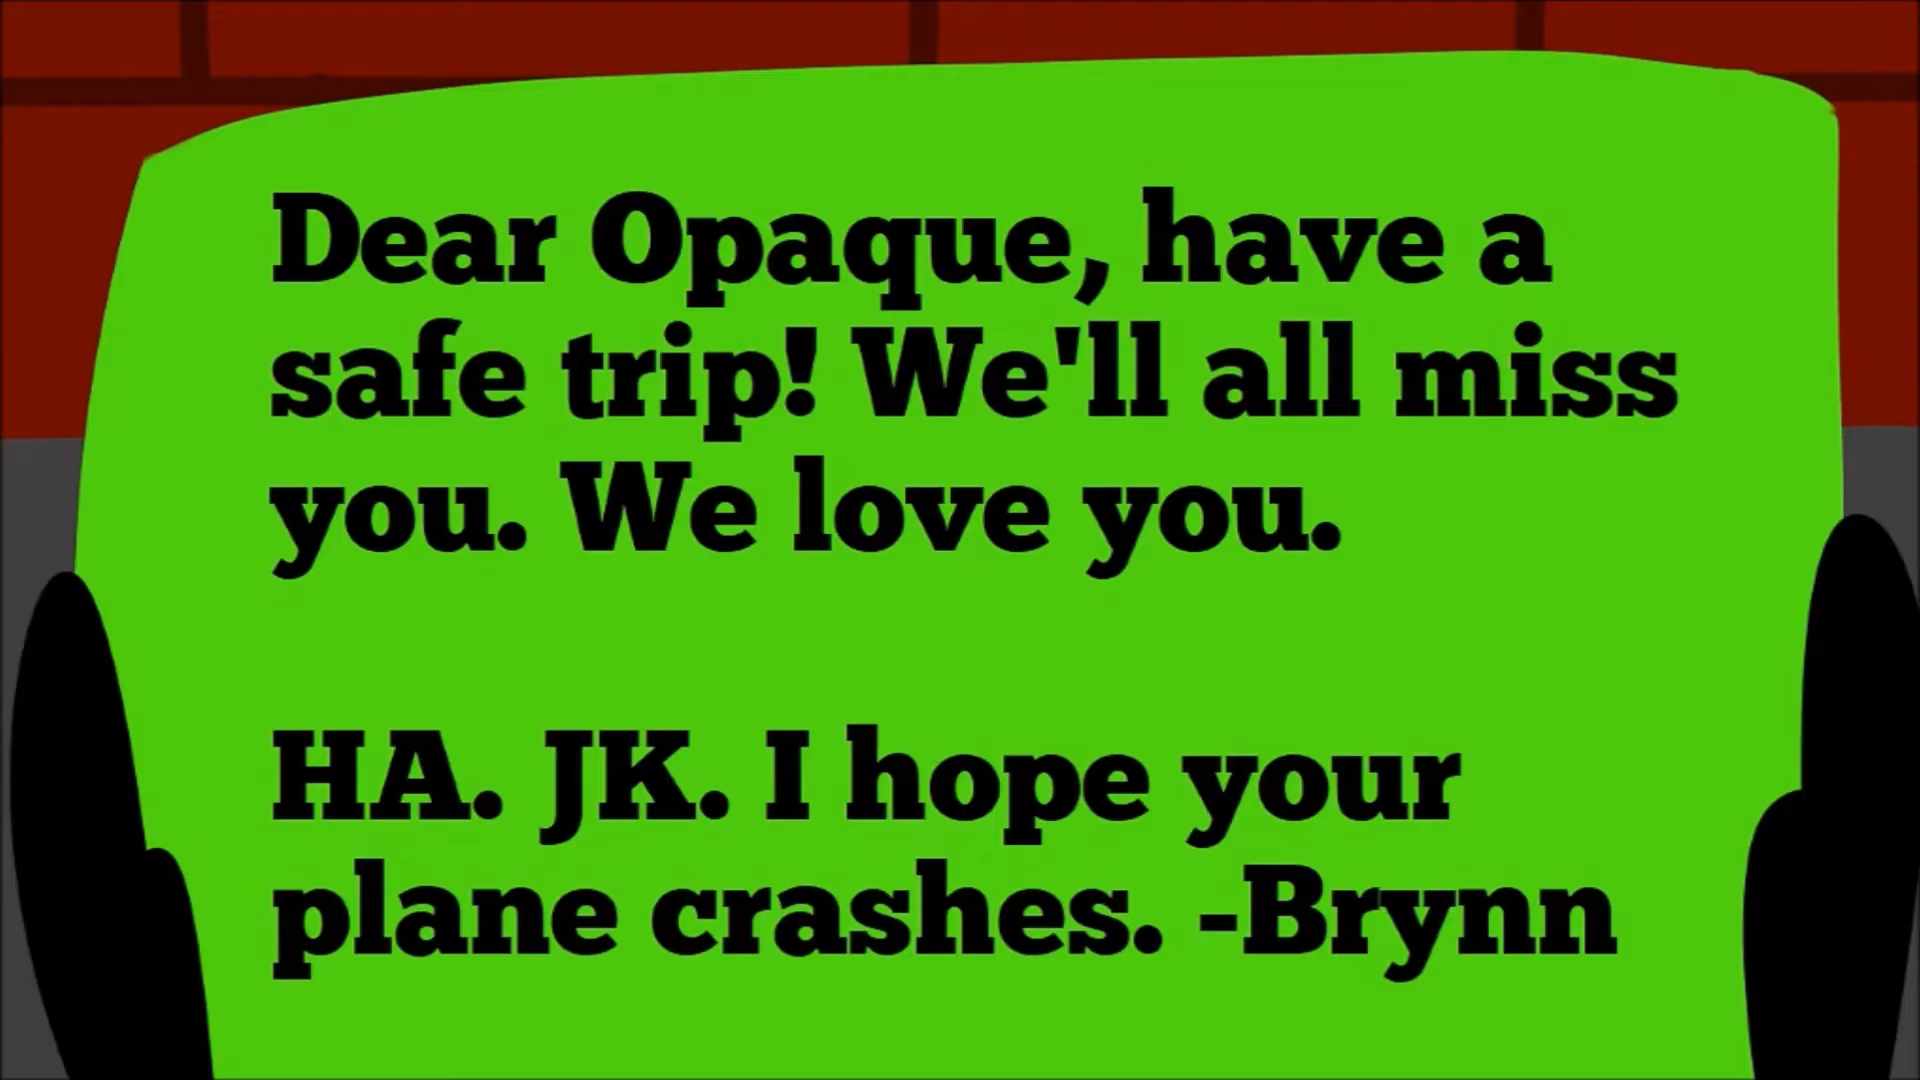 Dear Opaque, have a
safe trip! We'll all miss
you. We love you.
HA. JK. I hope your
plane crashes. -Brynn